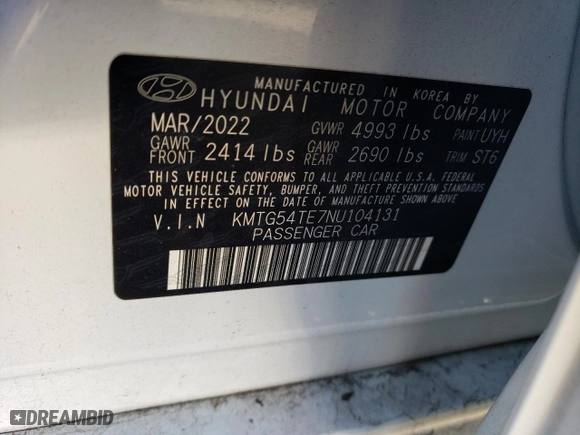 MANUFACTURED IN KOREA BY
HYUNDAI MOTOR COMPANY
MAR/2022 GVWR 4993 lbs PAINT UYH
GAWR FRONT 2414 lbs GAWR REAR 2690 lbs TRIM ST6
THIS VEHICLE CONFORMS TO ALL APPLICABLE U.S.A. FEDERAL
MOTOR VEHICLE SAFETY, BUMPER, AND THEFT PREVENTION STANDARDS
IN EFFECT ON THE DATE OF MANUFACTURE SHOWN ABOVE
V.I.N KMTG54TE7NU104131
PASSENGER CAR
DREAMBID